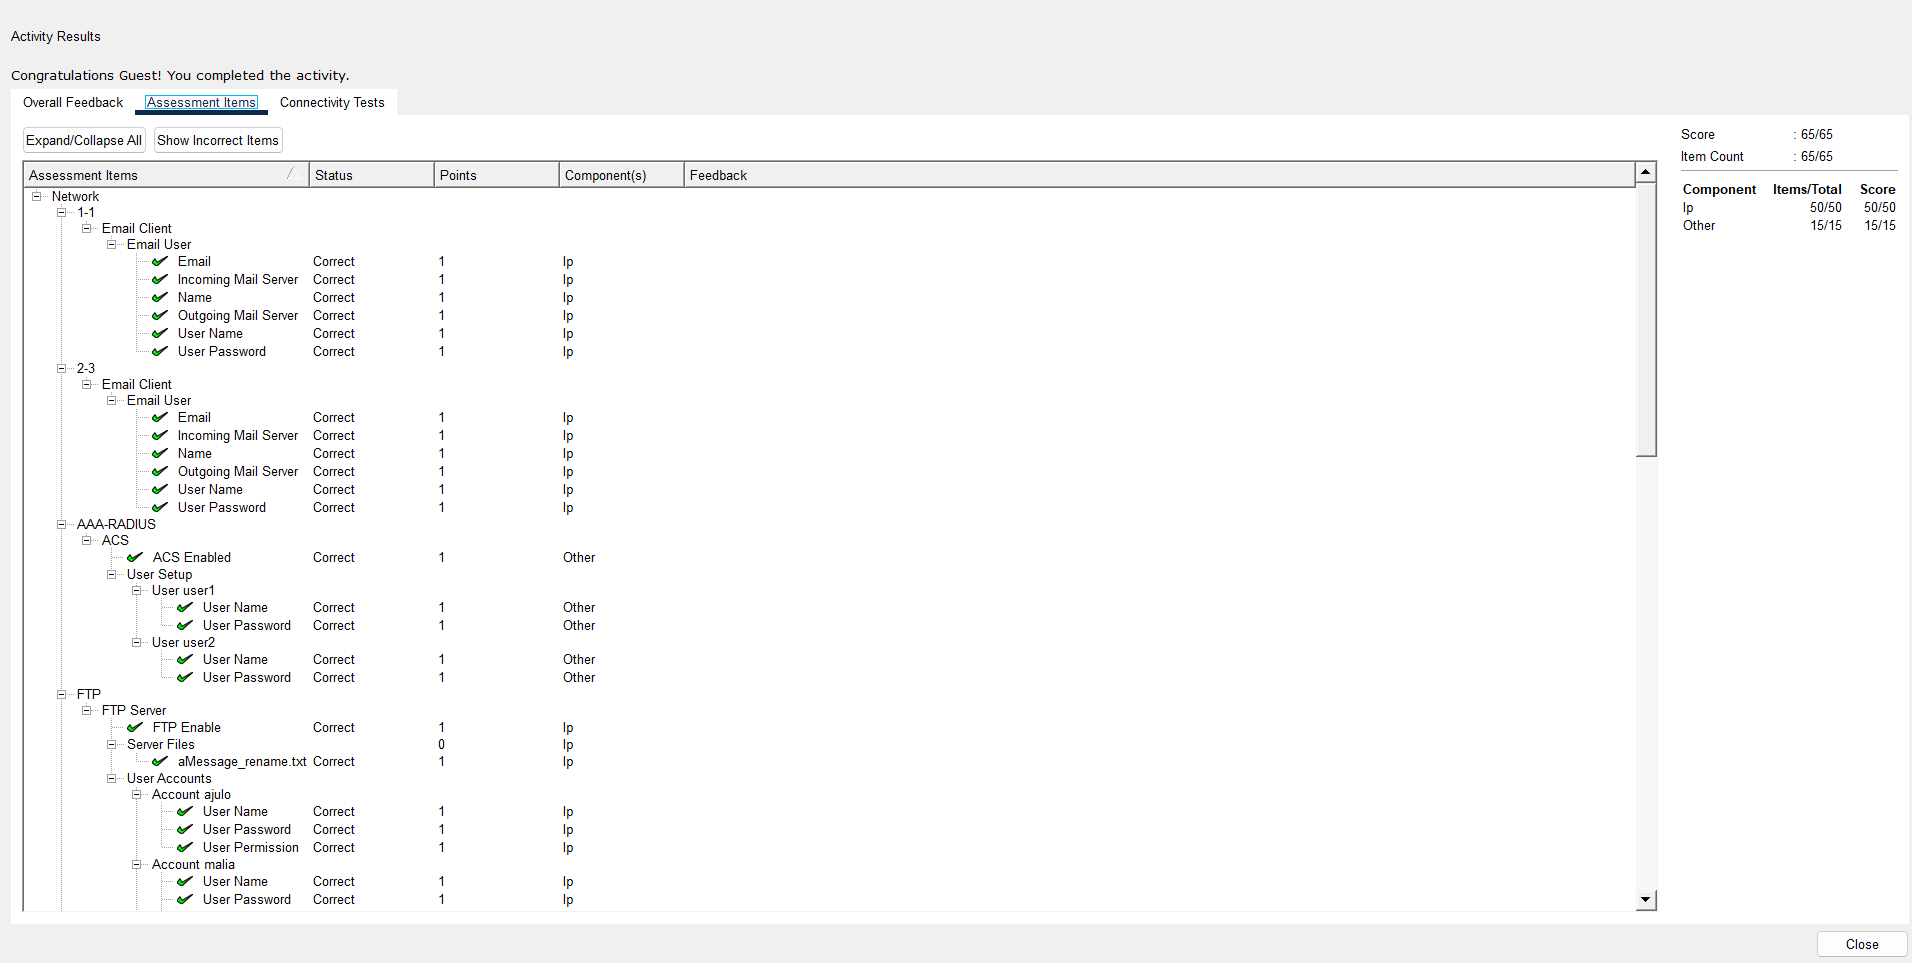 Activity Results
Congratulations Guest! You completed the activity.
Overall Feedback Assessment Items Connectivity Tests
Expand/Collapse All Show Incorrect Items
Assessment Items Status Points Component(s) Feedback
Network
1-1
Email Client
Email User
Email Correct 1 Ip
Incoming Mail Server Correct 1 Ip
Name Correct 1 Ip
Outgoing Mail Server Correct 1 Ip
User Name Correct 1 Ip
User Password Correct 1 Ip
2-3
Email Client
Email User
Email Correct 1 Ip
Incoming Mail Server Correct 1 Ip
Name Correct 1 Ip
Outgoing Mail Server Correct 1 Ip
User Name Correct 1 Ip
User Password Correct 1 Ip
AAA-RADIUS
ACS
ACS Enabled Correct 1 Other
User Setup
User user1
User Name Correct 1 Other
User Password Correct 1 Other
User user2
User Name Correct 1 Other
User Password Correct 1 Other
FTP
FTP Server
FTP Enable Correct 1 Ip
Server Files 0 Ip
aMessage_rename.txt Correct 1 Ip
User Accounts
Account ajulo
User Name Correct 1 Ip
User Password Correct 1 Ip
User Permission Correct 1 Ip
Account malia
User Name Correct 1 Ip
User Password Correct 1 Ip
Score : 65/65
Item Count : 65/65
Component Items/Total Score
Ip 50/50 50/50
Other 15/15 15/15
Close